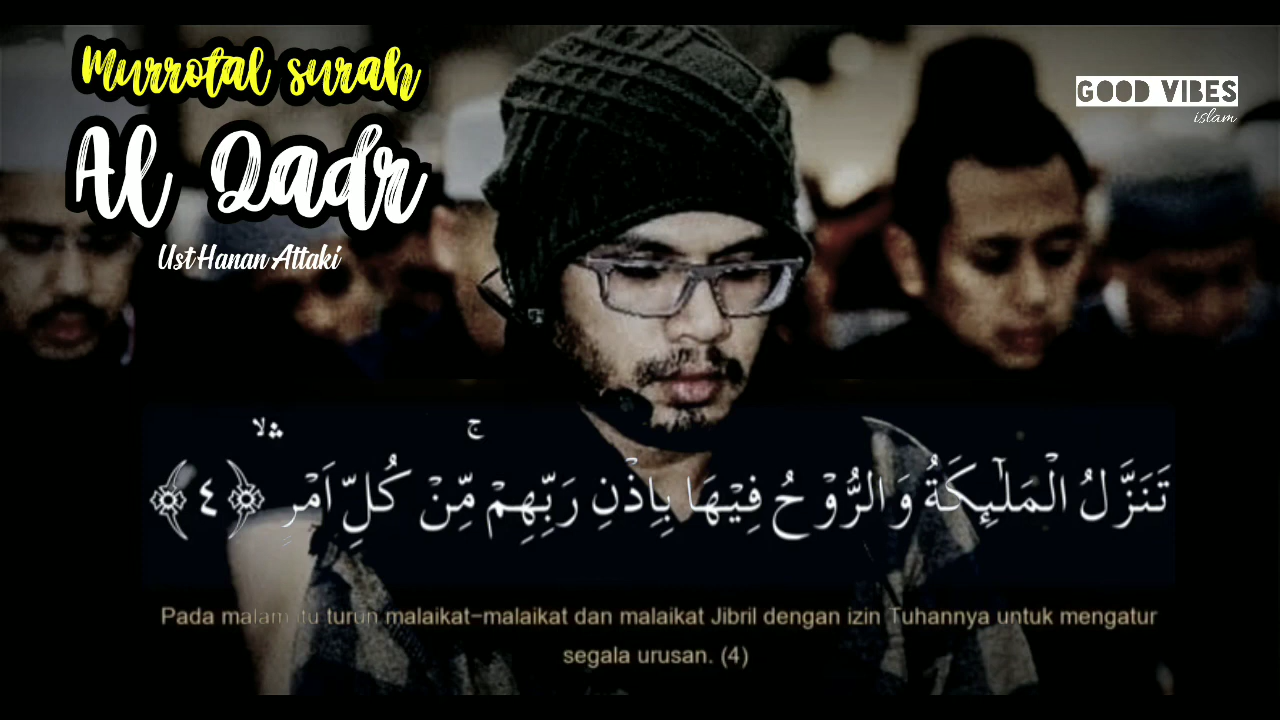 Murrotal surah
Al Qadr
Ust Hanan Attaki
GOOD VIBES
islam
تَنَزَّلُ الْمَلٰۤىِٕكَةُ وَالرُّوْحُ فِيْهَا بِاِذْنِ رَبِّهِمْۚ مِّنْ كُلِّ اَمْرٍۛۙ ﴿٤﴾
Pada malam itu turun malaikat-malaikat dan malaikat Jibril dengan izin Tuhannya untuk mengatur
segala urusan. (4)